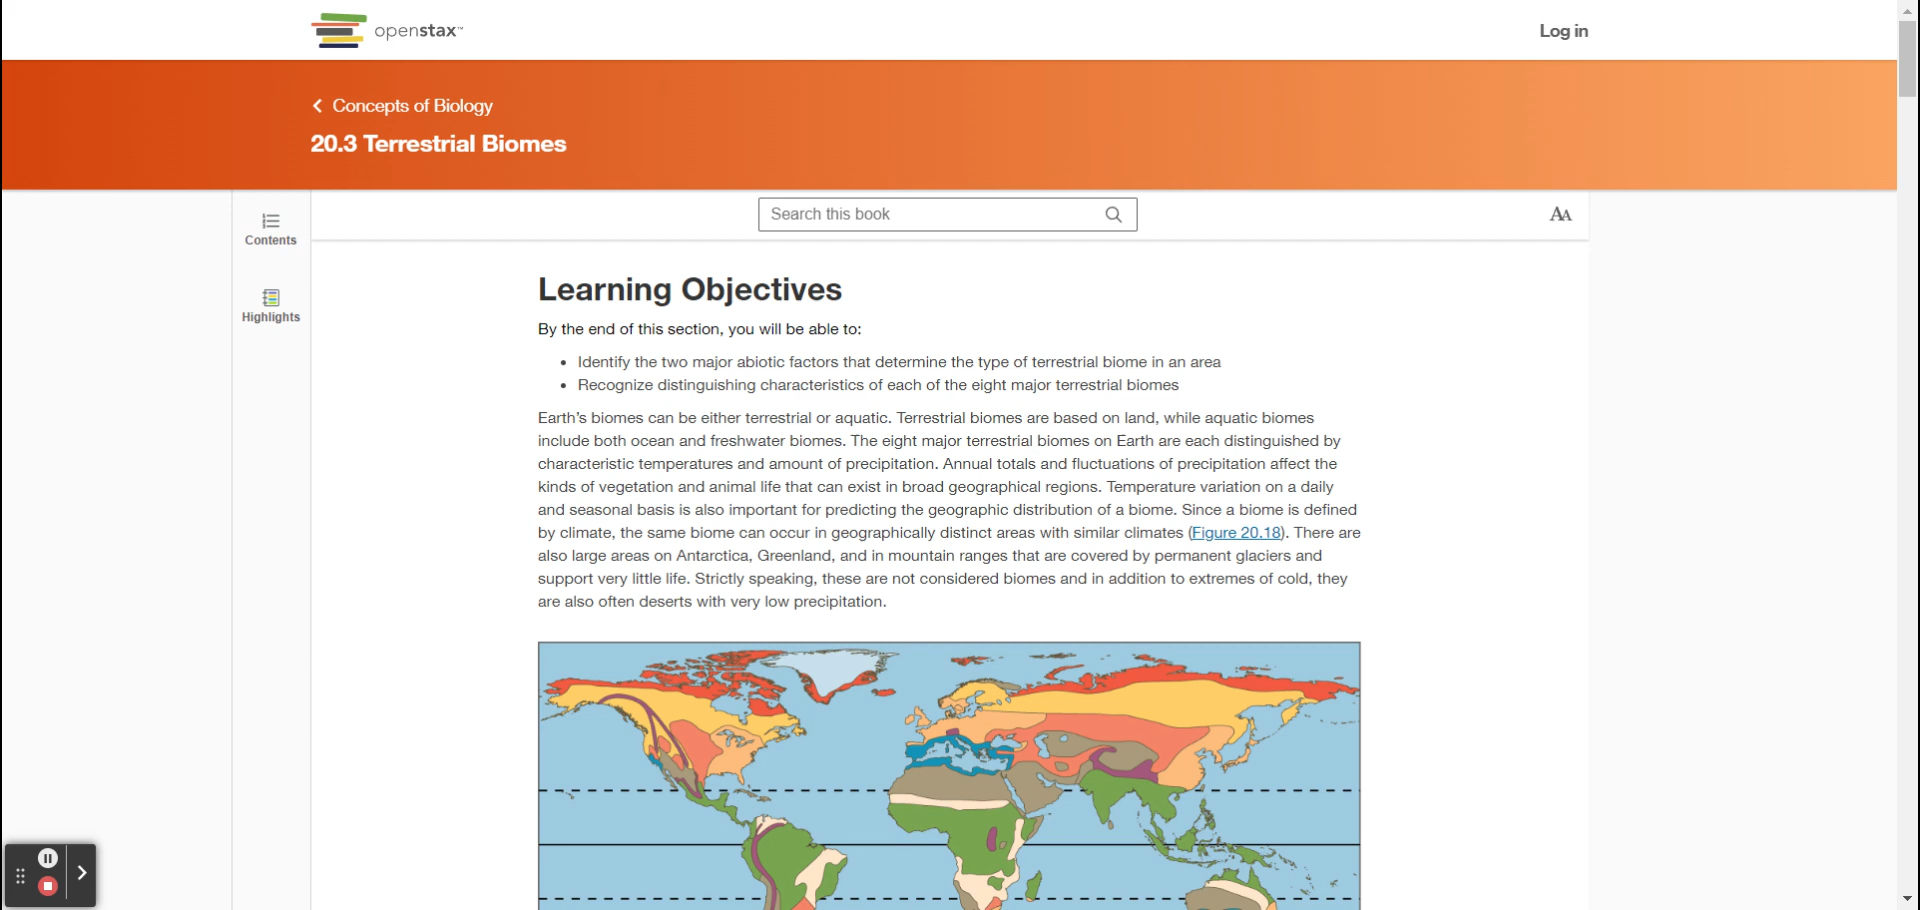 openstax™
Log in
Concepts of Biology
20.3 Terrestrial Biomes
Contents
Highlights
Search this book
AA
Learning Objectives
By the end of this section, you will be able to:
• Identify the two major abiotic factors that determine the type of terrestrial biome in an area
• Recognize distinguishing characteristics of each of the eight major terrestrial biomes
Earth’s biomes can be either terrestrial or aquatic. Terrestrial biomes are based on land, while aquatic biomes
include both ocean and freshwater biomes. The eight major terrestrial biomes on Earth are each distinguished by
characteristic temperatures and amount of precipitation. Annual totals and fluctuations of precipitation affect the
kinds of vegetation and animal life that can exist in broad geographical regions. Temperature variation on a daily
and seasonal basis is also important for predicting the geographic distribution of a biome. Since a biome is defined
by climate, the same biome can occur in geographically distinct areas with similar climates (Figure 20.18). There are
also large areas on Antarctica, Greenland, and in mountain ranges that are covered by permanent glaciers and
support very little life. Strictly speaking, these are not considered biomes and in addition to extremes of cold, they
are also often deserts with very low precipitation.